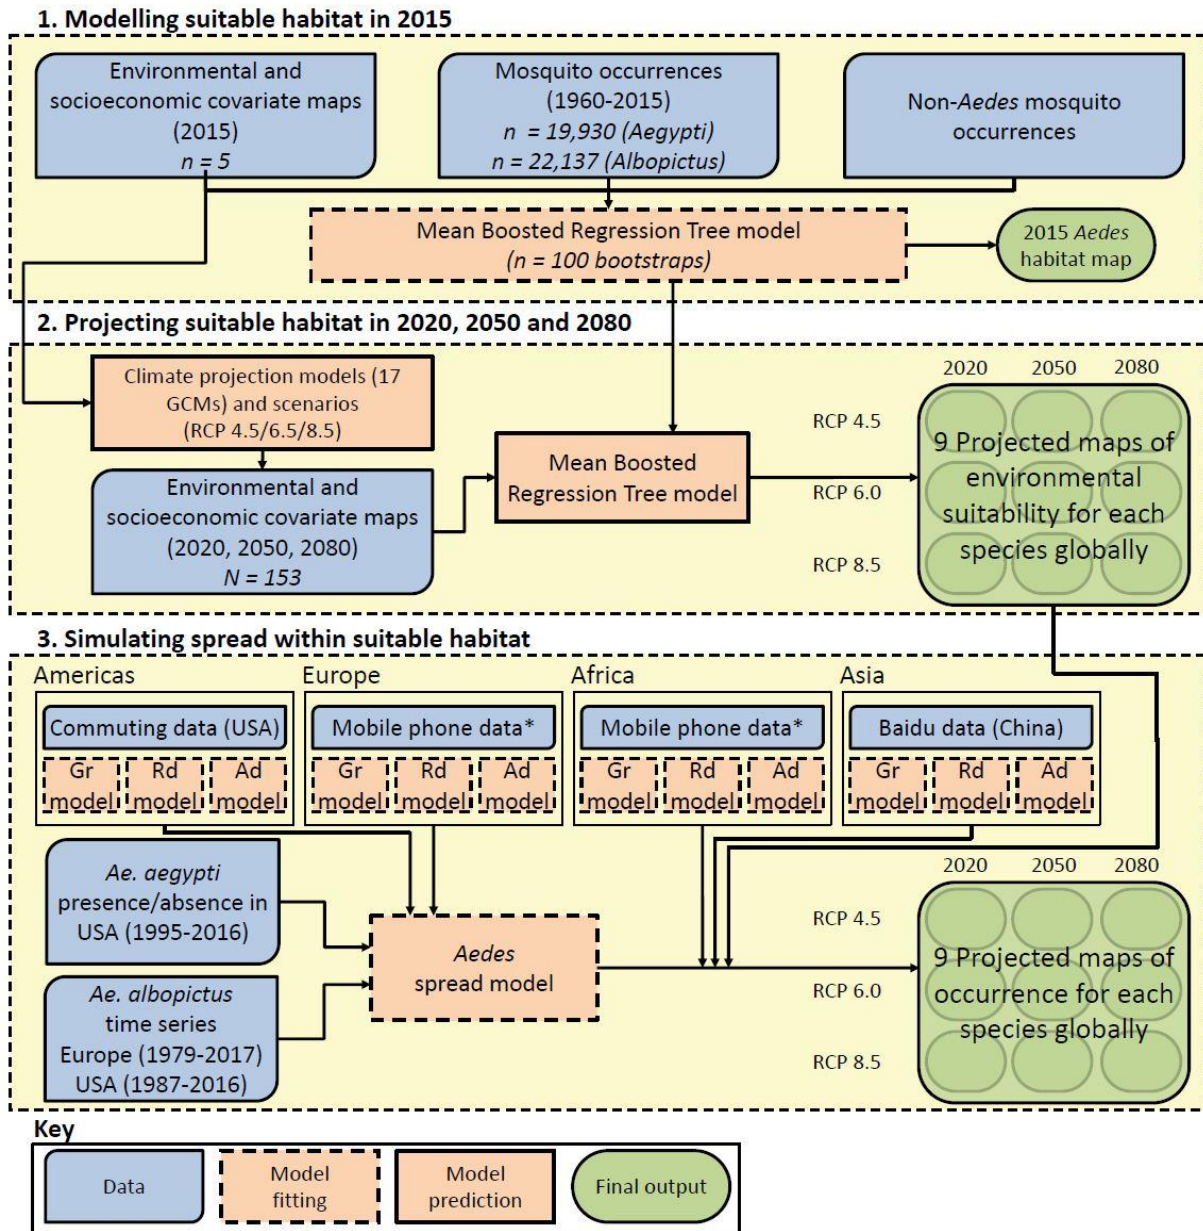 1. Modelling suitable habitat in 2015
Environmental and
socioeconomic covariate maps
(2015)
n = 5
Mosquito occurrences
(1960-2015)
n = 19,930 (Aegypti)
n = 22,137 (Albopictus)
Non-Aedes mosquito
occurrences
Mean Boosted Regression Tree model
(n = 100 bootstraps)
2015 Aedes
habitat map
2. Projecting suitable habitat in 2020, 2050 and 2080
Climate projection models (17
GCMs) and scenarios
(RCP 4.5/6.5/8.5)
Environmental and
socioeconomic covariate maps
(2020, 2050, 2080)
N = 153
Mean Boosted
Regression Tree model
2020 2050 2080
RCP 4.5
RCP 6.0
RCP 8.5
9 Projected maps of
environmental
suitability for each
species globally
3. Simulating spread within suitable habitat
Americas
Commuting data (USA)
Gr model
Rd model
Ad model
Europe
Mobile phone data*
Gr model
Rd model
Ad model
Africa
Mobile phone data*
Gr model
Rd model
Ad model
Asia
Baidu data (China)
Gr model
Rd model
Ad model
Ae. aegypti
presence/absence in
USA (1995-2016)
Ae. albopictus
time series
Europe (1979-2017)
USA (1987-2016)
Aedes
spread model
2020 2050 2080
RCP 4.5
RCP 6.0
RCP 8.5
9 Projected maps of
occurrence for each
species globally
Key
Data
Model
fitting
Model
prediction
Final output